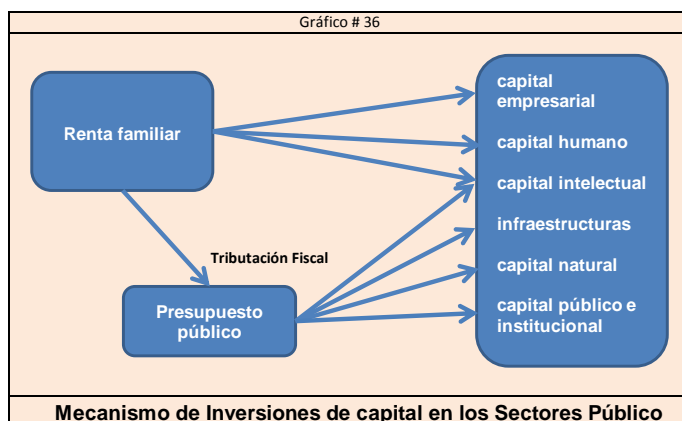 Gráfico # 36
Renta familiar
Tributación Fiscal
Presupuesto
público
capital
empresarial
capital humano
capital intelectual
infraestructuras
capital natural
capital público e
institucional
Mecanismo de Inversiones de capital en los Sectores Público